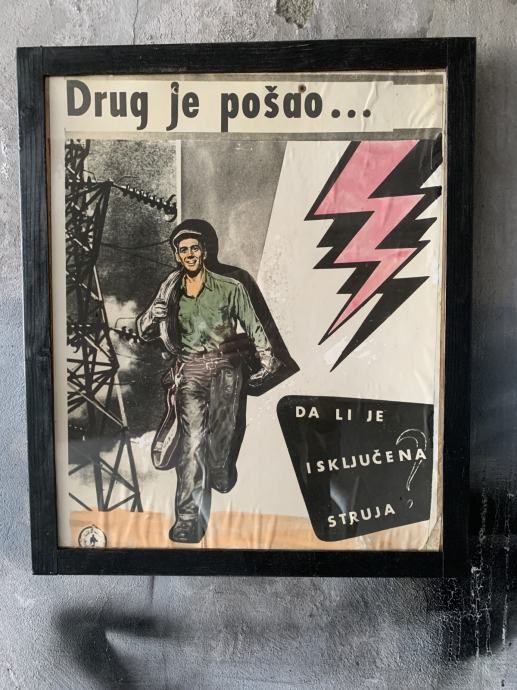 Drug je pošao...
DA LI JE
ISKLJUČENA
STRUJA?